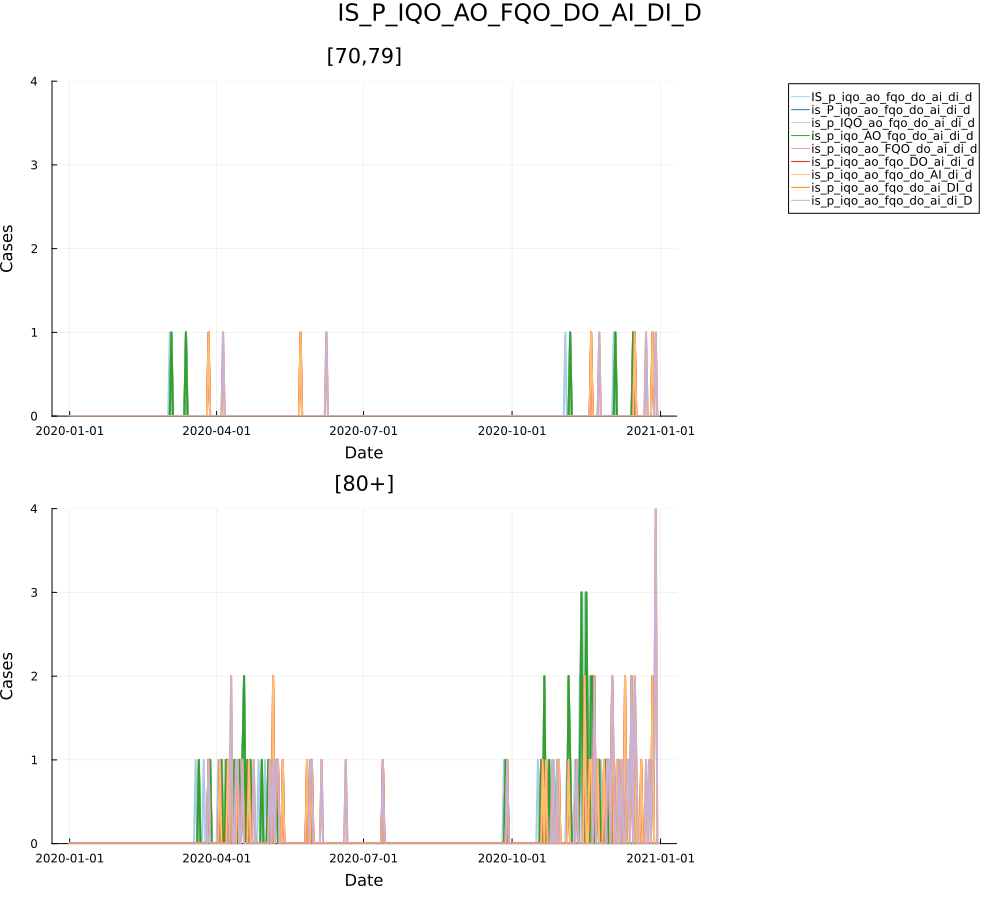 IS_P_IQO_AO_FQO_DO_AI_DI_D
[70,79]
4
3
2
1
0
Cases
2020-01-01 2020-04-01 2020-07-01 2020-10-01 2021-01-01
Date
IS_p_iqo_ao_fqo_do_ai_di_d
is_P_iqo_ao_fqo_do_ai_di_d
is_p_IQO_ao_fqo_do_ai_di_d
is_p_iqo_AO_fqo_do_ai_di_d
is_p_iqo_ao_FQO_do_ai_di_d
is_p_iqo_ao_fqo_DO_ai_di_d
is_p_iqo_ao_fqo_do_AI_di_d
is_p_iqo_ao_fqo_do_ai_DI_d
is_p_iqo_ao_fqo_do_ai_di_D
[80+]
4
3
2
1
0
Cases
2020-01-01 2020-04-01 2020-07-01 2020-10-01 2021-01-01
Date